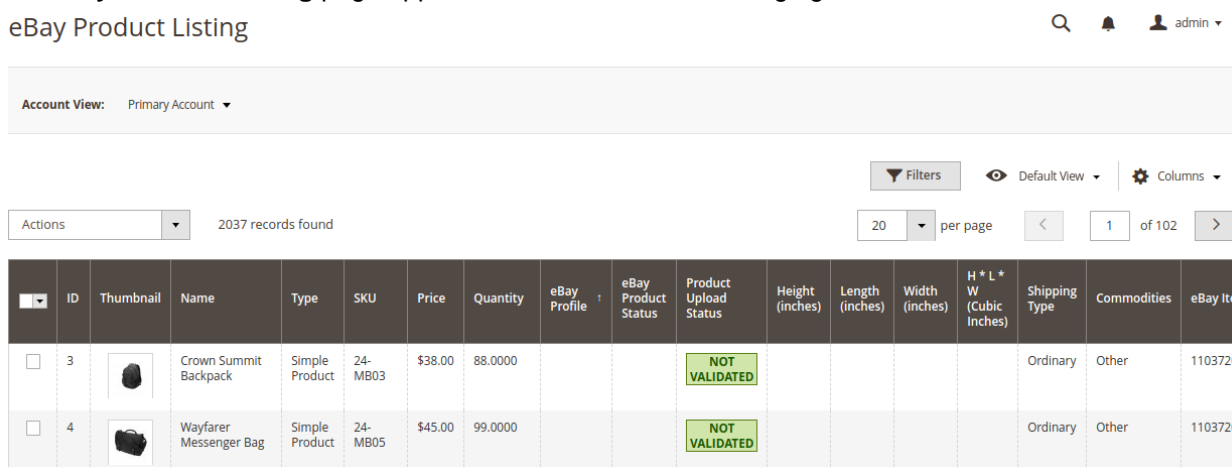 eBay Product Listing
admin
Account View: Primary Account
Filters Default View Columns
Actions 2037 records found 20 per page 1 of 102
ID Thumbnail Name Type SKU Price Quantity eBay Profile ↑ eBay Product Status Product Upload Status Height (inches) Length (inches) Width (inches) H * L * W (Cubic Inches) Shipping Type Commodities eBay Ite
3 Crown Summit Backpack Simple Product 24-MB03 $38.00 88.0000 NOT VALIDATED Ordinary Other 110372
4 Wayfarer Messenger Bag Simple Product 24-MB05 $45.00 99.0000 NOT VALIDATED Ordinary Other 110372